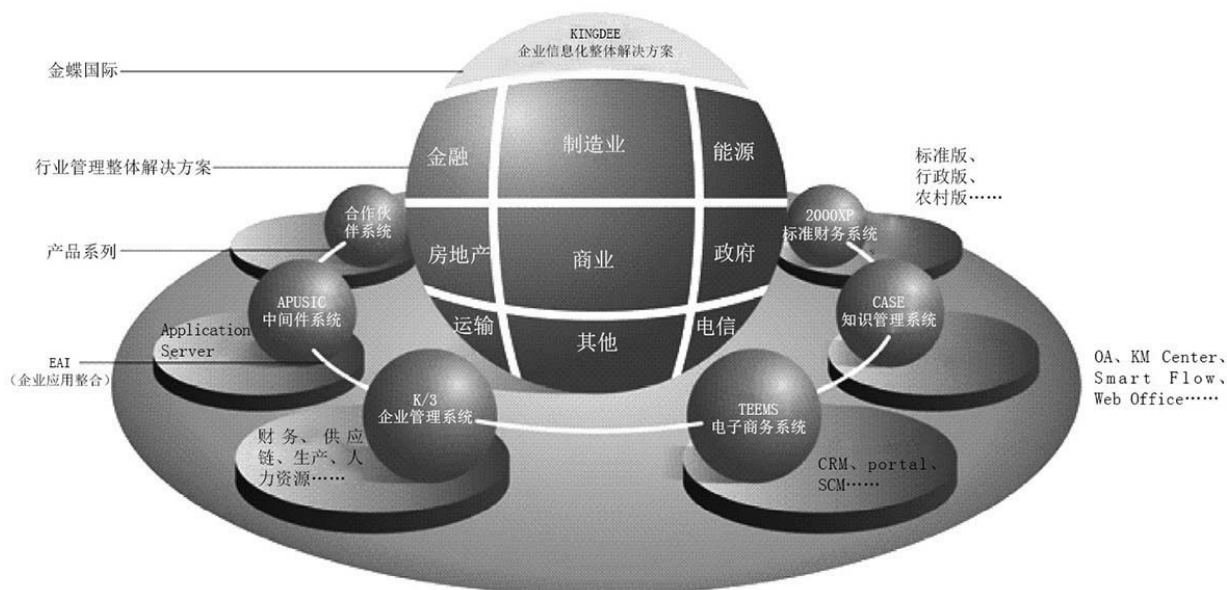 KINGDEE
企业信息化整体解决方案
金蝶国际
行业管理整体解决方案
产品系列
EAI
(企业应用整合)
金融
制造业
能源
房地产
商业
政府
运输
其他
电信
合作伙
伴系统
APUSIC
中间件系统
Application
Server
K/3
企业管理系统
财务、供应
链、生产、人
力资源……
TEEMS
电子商务系统
CRM、portal、
SCM……
CASE
知识管理系统
OA、KM Center、
Smart Flow、
Web Office……
2000XP
标准财务系统
标准版、
行政版、
农村版……